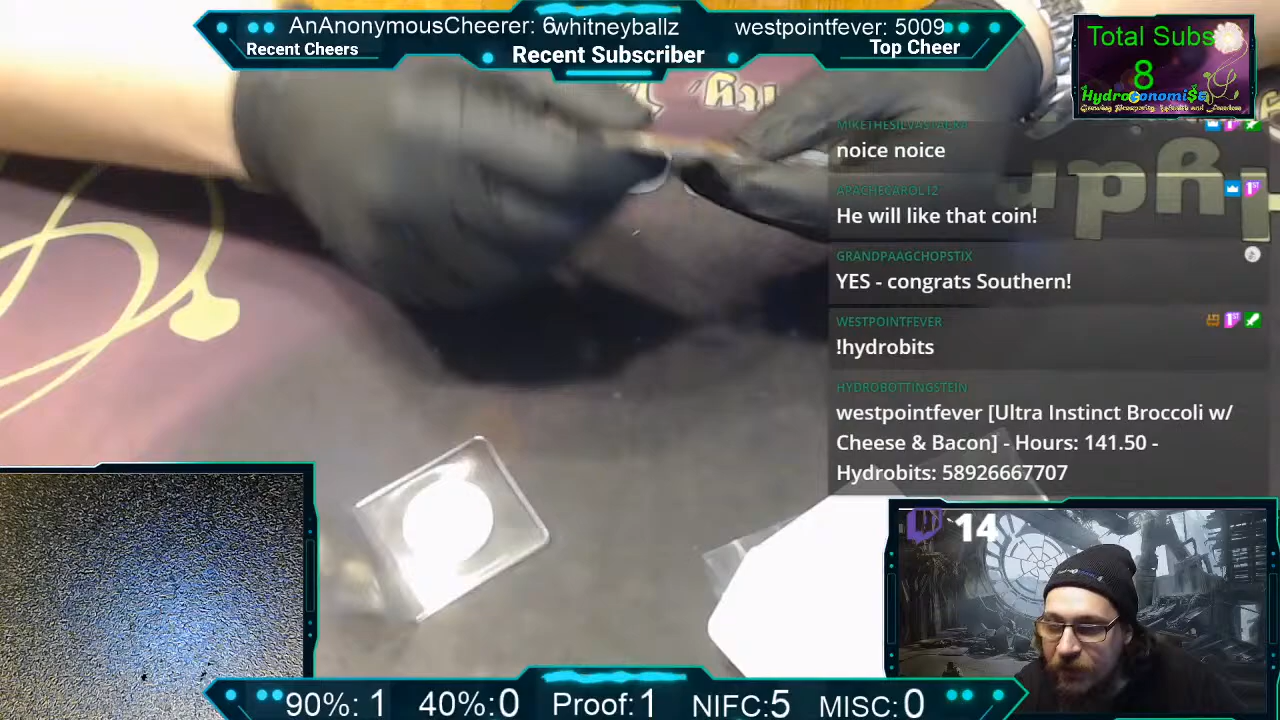 AnAnonymousCheerer: 6
whitneyballz
westpointfever: 5009
Recent Cheers
Recent Subscriber
Top Cheer
Total Subs
8
Hydroconomi$e
MIKETHESILVASTACKA
noice noice
APACHECAROL12
He will like that coin!
GRANDPAAGCHOPSTIX
YES - congrats Southern!
WESTPOINTFEVER
!hydrobits
HYDROBOTTINGSTEIN
westpointfever [Ultra Instinct Broccoli w/
Cheese & Bacon] - Hours: 141.50 -
Hydrobits: 58926667707
14
90%: 1
40%:0
Proof:1
NIFC:5
MISC:0